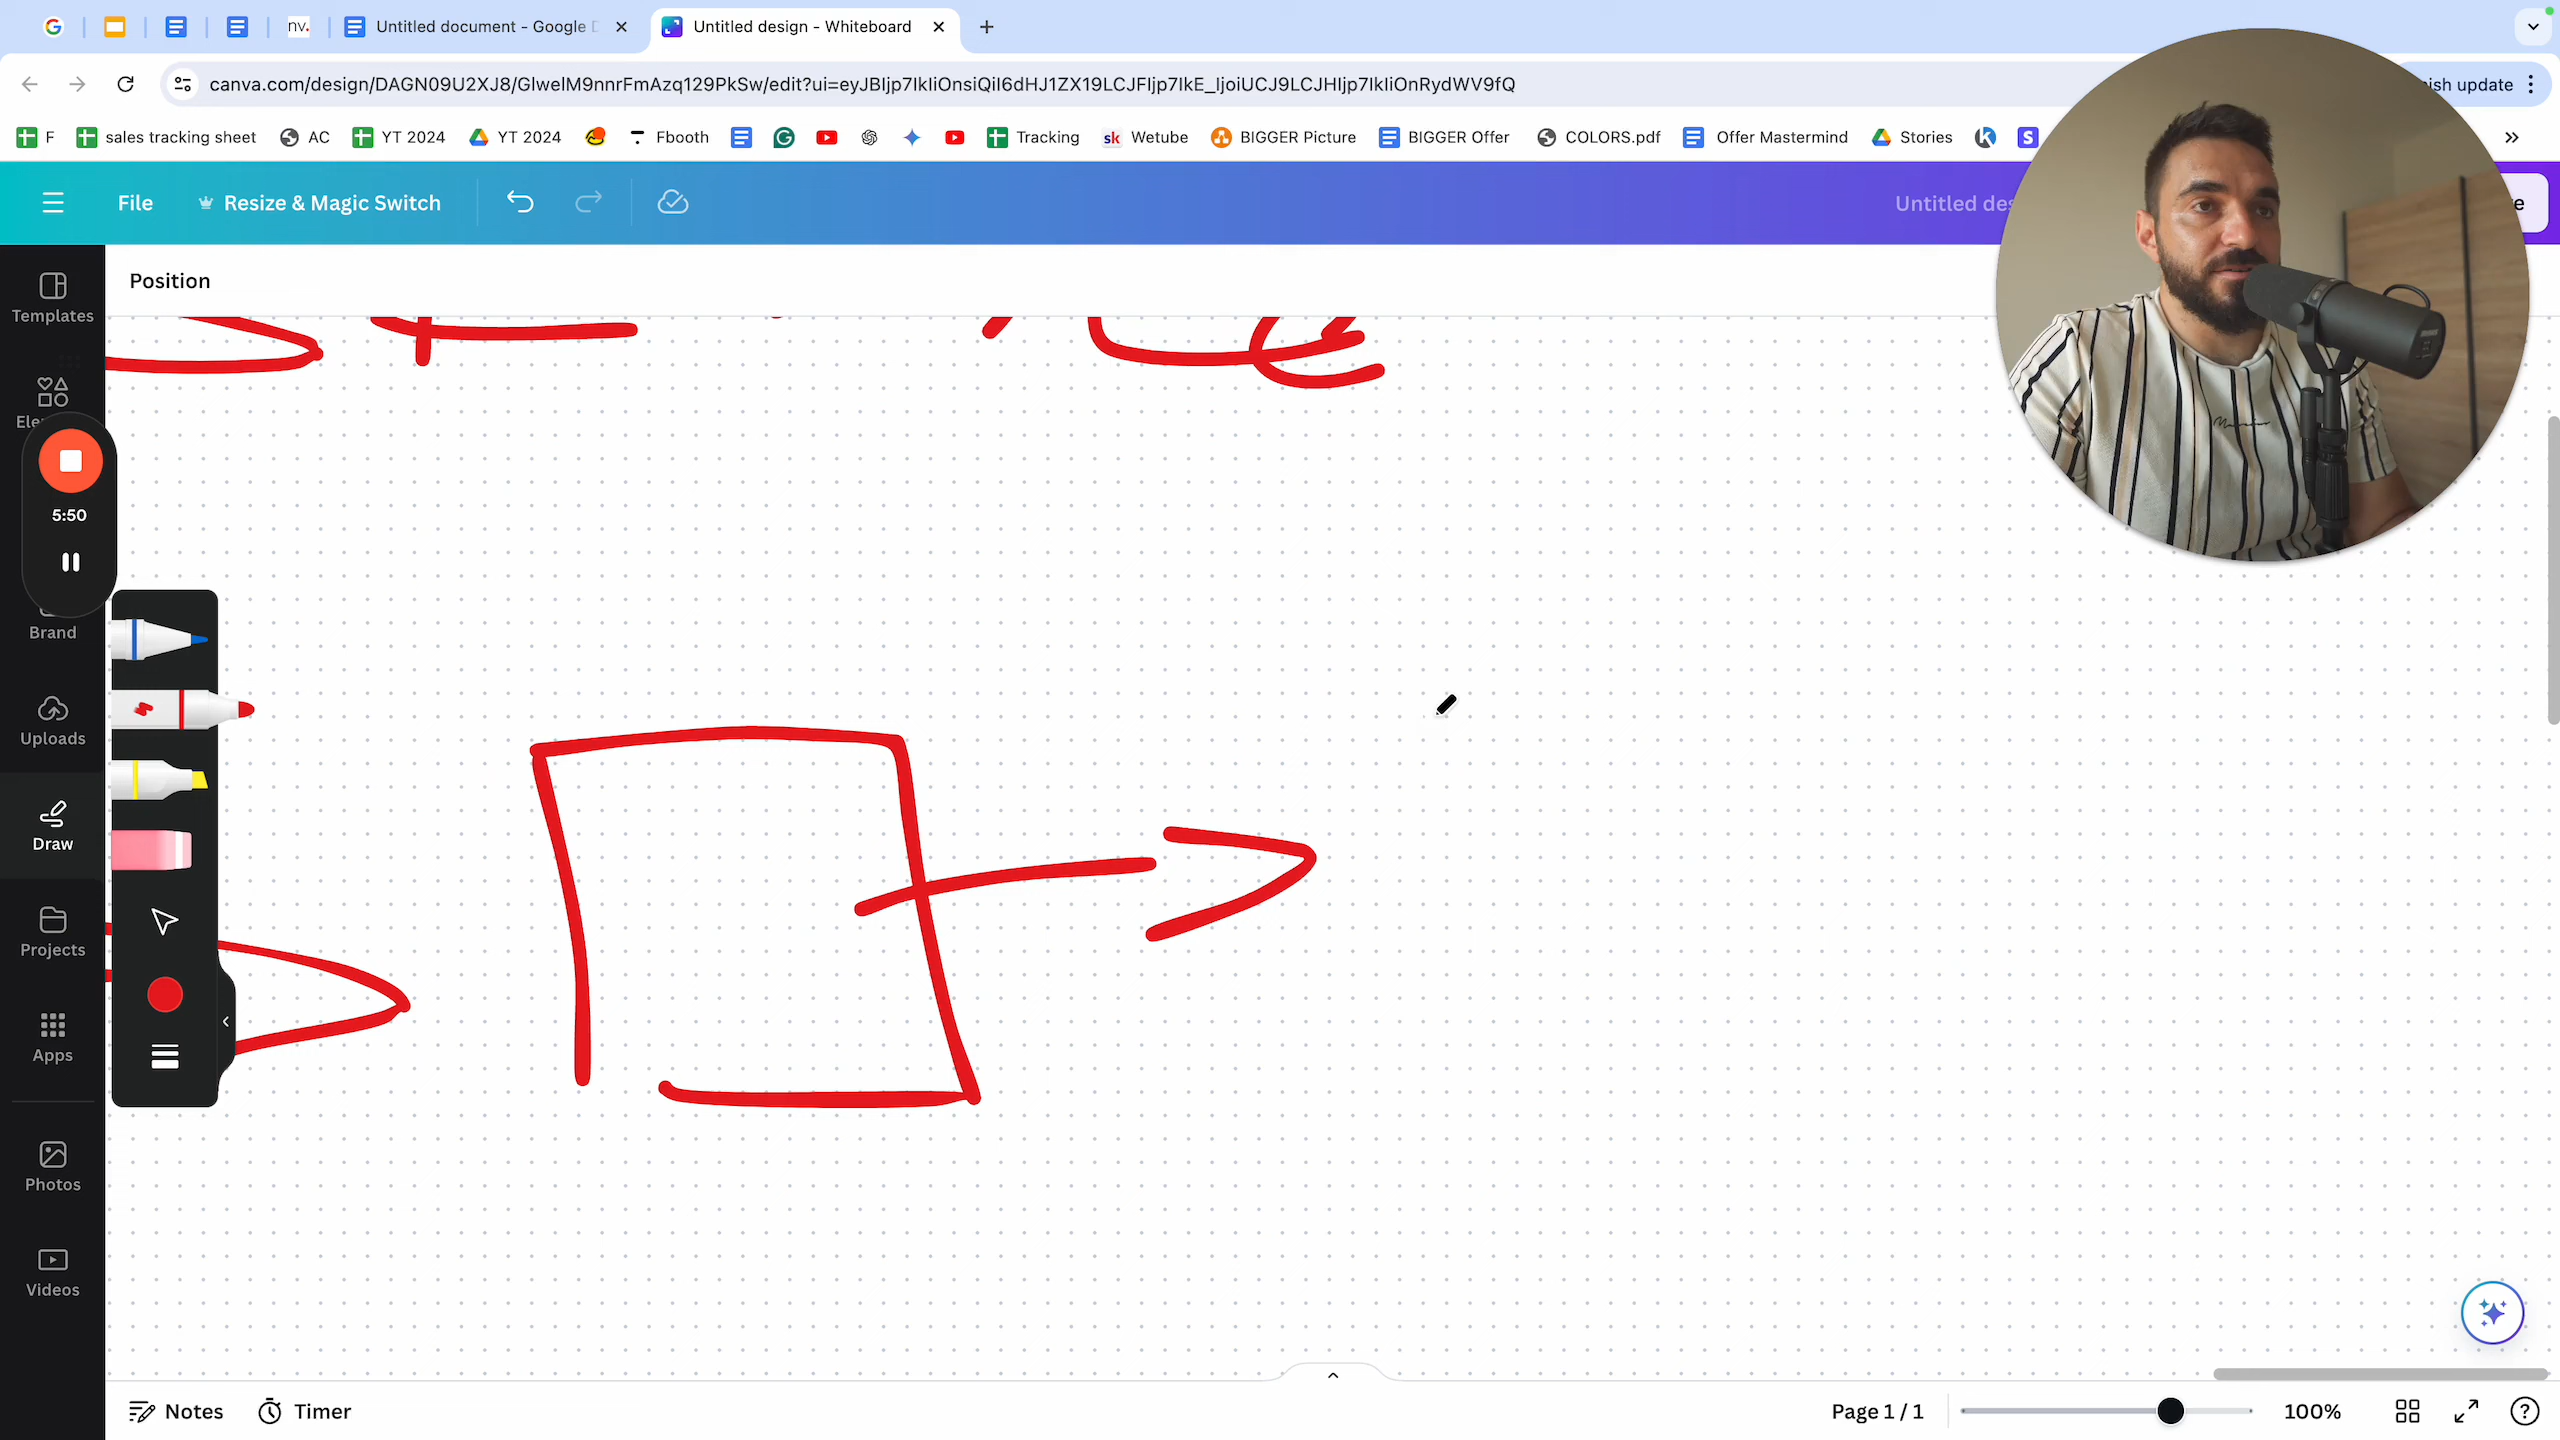 Untitled document - Google D
Untitled design - Whiteboard
nv.
canva.com/design/DAGN09U2XJ8/GlwelM9nnrFmAzq129PkSw/edit?ui=eyJBIjp7IkIiOnsiQiI6dHJ1ZX19LCJFIjp7IkE_IjoiUCJ9LCJHIjp7IkIiOnRydWV9fQ
ish update
F
sales tracking sheet
AC
YT 2024
YT 2024
Fbooth
Tracking
sk
Wetube
BIGGER Picture
BIGGER Offer
COLORS.pdf
Offer Mastermind
Stories
File
Resize & Magic Switch
Untitled des
e
Position
Templates
Ele
5:50
Brand
Uploads
Draw
Projects
Apps
Photos
Videos
Notes
Timer
Page 1 / 1
100%